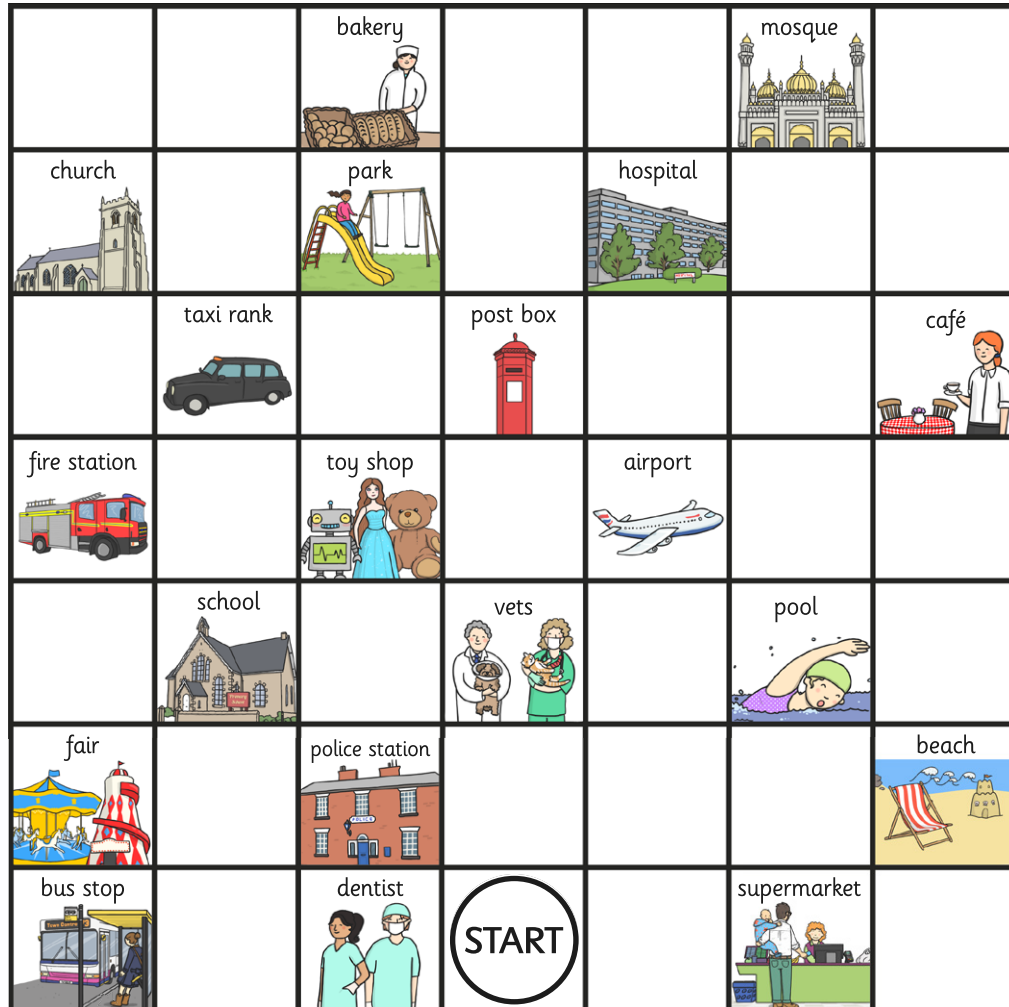 bakery
mosque
church
park
hospital
taxi rank
post box
café
fire station
toy shop
airport
school
vets
pool
fair
police station
POLICE
beach
bus stop
dentist
START
supermarket